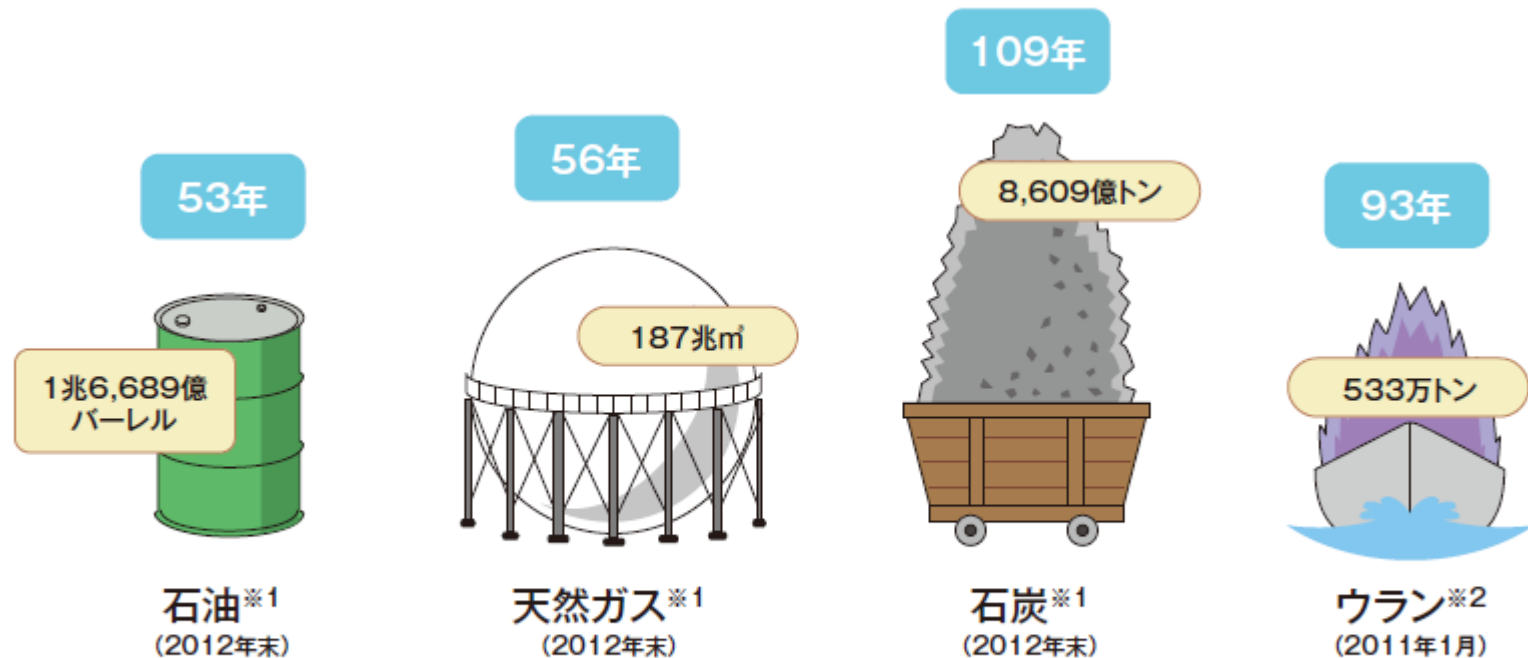 53年
1兆6,689億
バーレル
石油※1
(2012年末)
56年
187兆㎥
天然ガス※1
(2012年末)
109年
8,609億トン
石炭※1
(2012年末)
93年
533万トン
ウラン※2
(2011年1月)